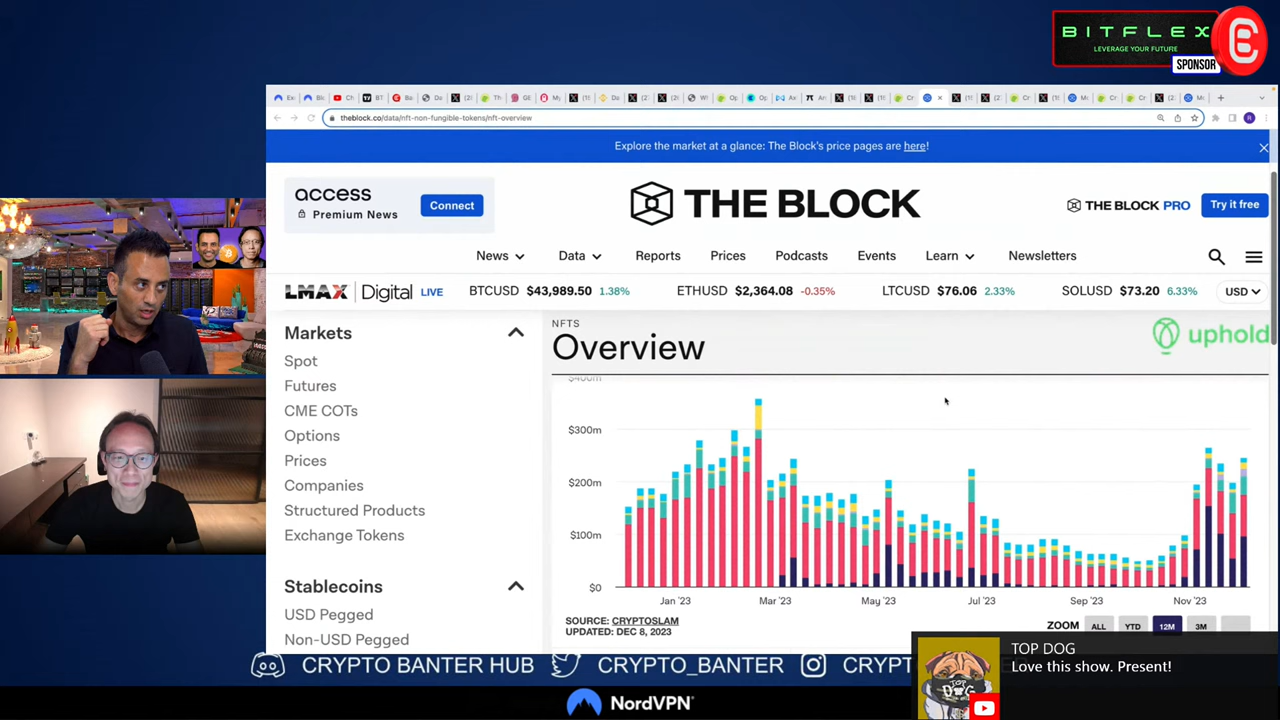 BITFLEX
LEVERAGE YOUR FUTURE
SPONSOR
theblock.co/data/nft-non-fungible-tokens/nft-overview
Explore the market at a glance: The Block's price pages are here!
access
Premium News
Connect
THE BLOCK
THE BLOCK PRO
Try it free
News
Data
Reports
Prices
Podcasts
Events
Learn
Newsletters
LMAX Digital LIVE
BTCUSD $43,989.50 1.38%
ETHUSD $2,364.08 -0.35%
LTCUSD $76.06 2.33%
SOLUSD $73.20 6.33%
USD
Markets
Spot
Futures
CME COTs
Options
Prices
Companies
Structured Products
Exchange Tokens
Stablecoins
USD Pegged
Non-USD Pegged
NFTS
Overview
uphold
$400m
$300m
$200m
$100m
$0
Jan '23
Mar '23
May '23
Jul '23
Sep '23
Nov '23
SOURCE: CRYPTOSLAM
UPDATED: DEC 8, 2023
ZOOM
ALL
YTD
12M
3M
TOP DOG
Love this show. Present!
CRYPTO BANTER HUB
CRYPTO_BANTER
NordVPN